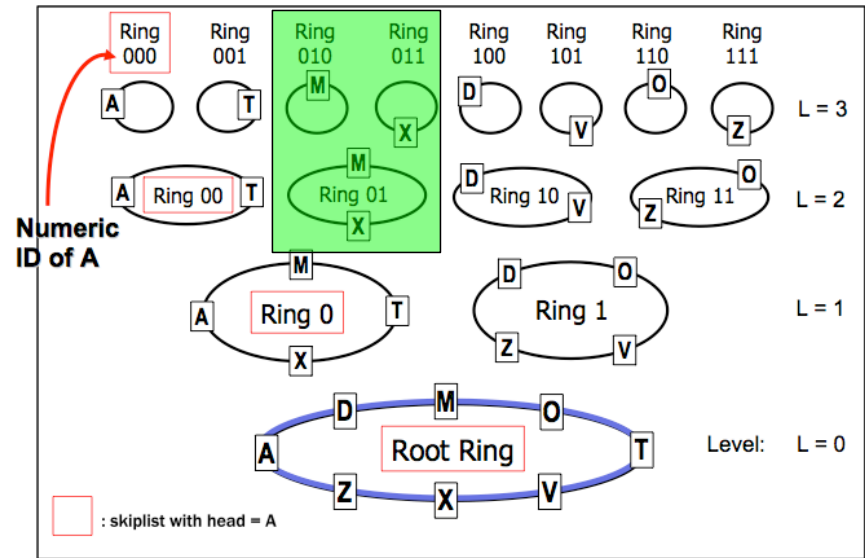 Ring Ring Ring Ring Ring Ring Ring Ring
000 001 010 011 100 101 110 111
A T M X D V O Z L = 3
A Ring 00 T M Ring 01 X D Ring 10 V Z Ring 11 O L = 2
Numeric
ID of A
M
A Ring 0 T
X
D O
Ring 1
Z V
L = 1
D M O
A Root Ring T
Z X V
Level: L = 0
: skiplist with head = A